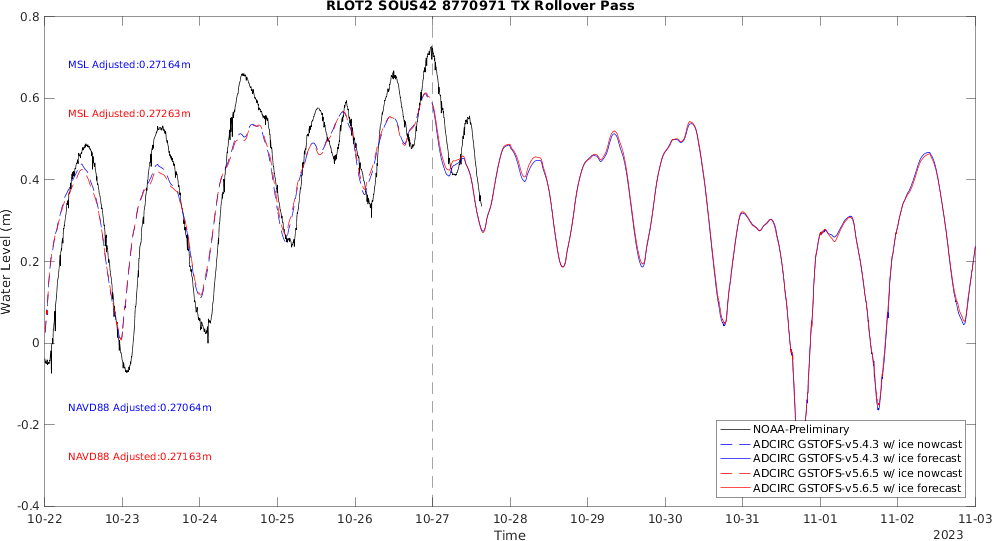 RLOT2 SOUS42 8770971 TX Rollover Pass
0.8
0.6
0.4
0.2
0
-0.2
-0.4
Water Level (m)
MSL Adjusted:0.27164m
MSL Adjusted:0.27263m
NAVD88 Adjusted:0.27064m
NAVD88 Adjusted:0.27163m
NOAA-Preliminary
ADCIRC GSTOFS-v5.4.3 w/ ice nowcast
ADCIRC GSTOFS-v5.4.3 w/ ice forecast
ADCIRC GSTOFS-v5.6.5 w/ ice nowcast
ADCIRC GSTOFS-v5.6.5 w/ ice forecast
10-22 10-23 10-24 10-25 10-26 10-27 10-28 10-29 10-30 10-31 11-01 11-02 11-03
Time
2023